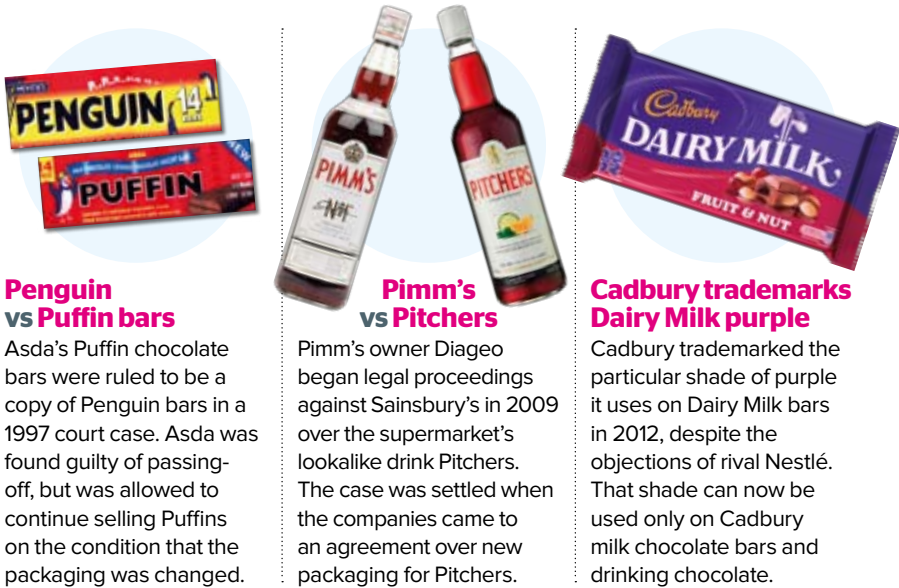 PENGUIN
14
PUFFIN
NEW
14
PIMM'S
Nº1
PITCHERS
Cadbury
DAIRY MILK
FRUIT & NUT
Penguin
vs Puffin bars
Asda's Puffin chocolate
bars were ruled to be a
copy of Penguin bars in a
1997 court case. Asda was
found guilty of passing-
off, but was allowed to
continue selling Puffins
on the condition that the
packaging was changed.
Pimm's
vs Pitchers
Pimm's owner Diageo
began legal proceedings
against Sainsbury's in 2009
over the supermarket's
lookalike drink Pitchers.
The case was settled when
the companies came to
an agreement over new
packaging for Pitchers.
Cadbury trademarks
Dairy Milk purple
Cadbury trademarked the
particular shade of purple
it uses on Dairy Milk bars
in 2012, despite the
objections of rival Nestlé.
That shade can now be
used only on Cadbury
milk chocolate bars and
drinking chocolate.